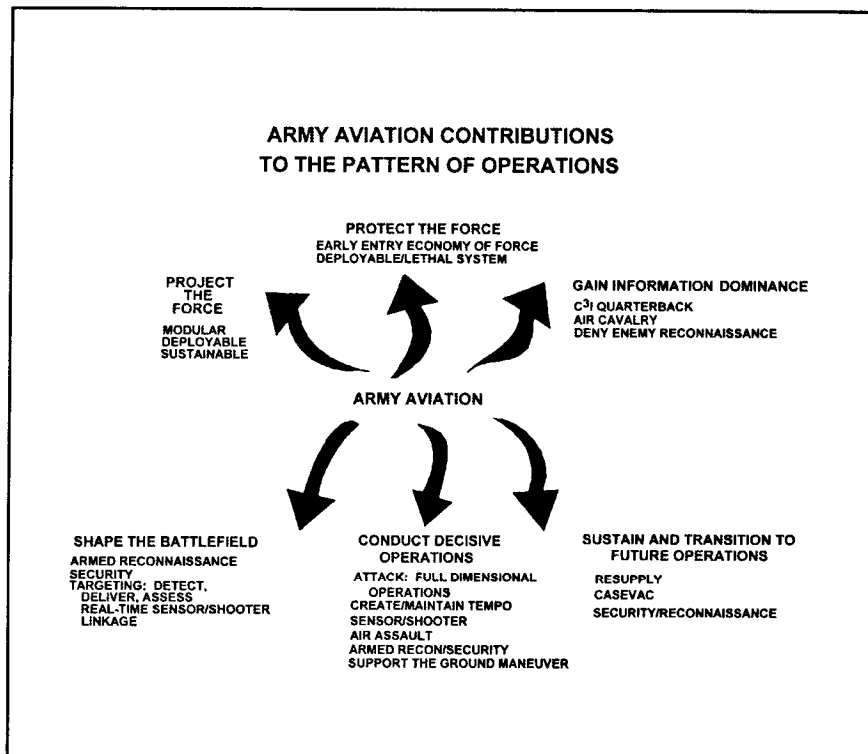 ARMY AVIATION CONTRIBUTIONS
TO THE PATTERN OF OPERATIONS
PROTECT THE FORCE
EARLY ENTRY ECONOMY OF FORCE
DEPLOYABLE/LETHAL SYSTEM
PROJECT
THE
FORCE
MODULAR
DEPLOYABLE
SUSTAINABLE
GAIN INFORMATION DOMINANCE
C³I QUARTERBACK
AIR CAVALRY
DENY ENEMY RECONNAISSANCE
ARMY AVIATION
SHAPE THE BATTLEFIELD
ARMED RECONNAISSANCE
SECURITY
TARGETING: DETECT,
DELIVER, ASSESS
REAL-TIME SENSOR/SHOOTER
LINKAGE
CONDUCT DECISIVE
OPERATIONS
ATTACK: FULL DIMENSIONAL
OPERATIONS
CREATE/MAINTAIN TEMPO
SENSOR/SHOOTER
AIR ASSAULT
ARMED RECON/SECURITY
SUPPORT THE GROUND MANEUVER
SUSTAIN AND TRANSITION TO
FUTURE OPERATIONS
RESUPPLY
CASEVAC
SECURITY/RECONNAISSANCE